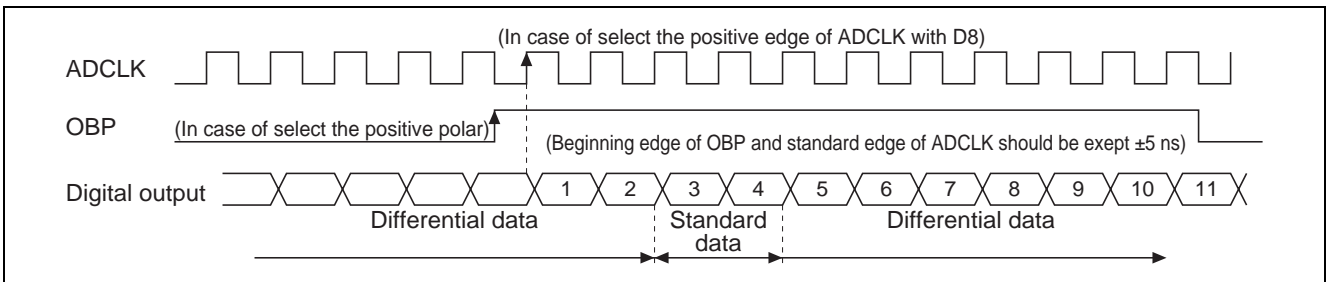 (In case of select the positive edge of ADCLK with D8)
ADCLK
OBP
(In case of select the positive polar)
(Beginning edge of OBP and standard edge of ADCLK should be exept ±5 ns)
Digital output
1 2 3 4 5 6 7 8 9 10 11
Differential data
Standard
data
Differential data